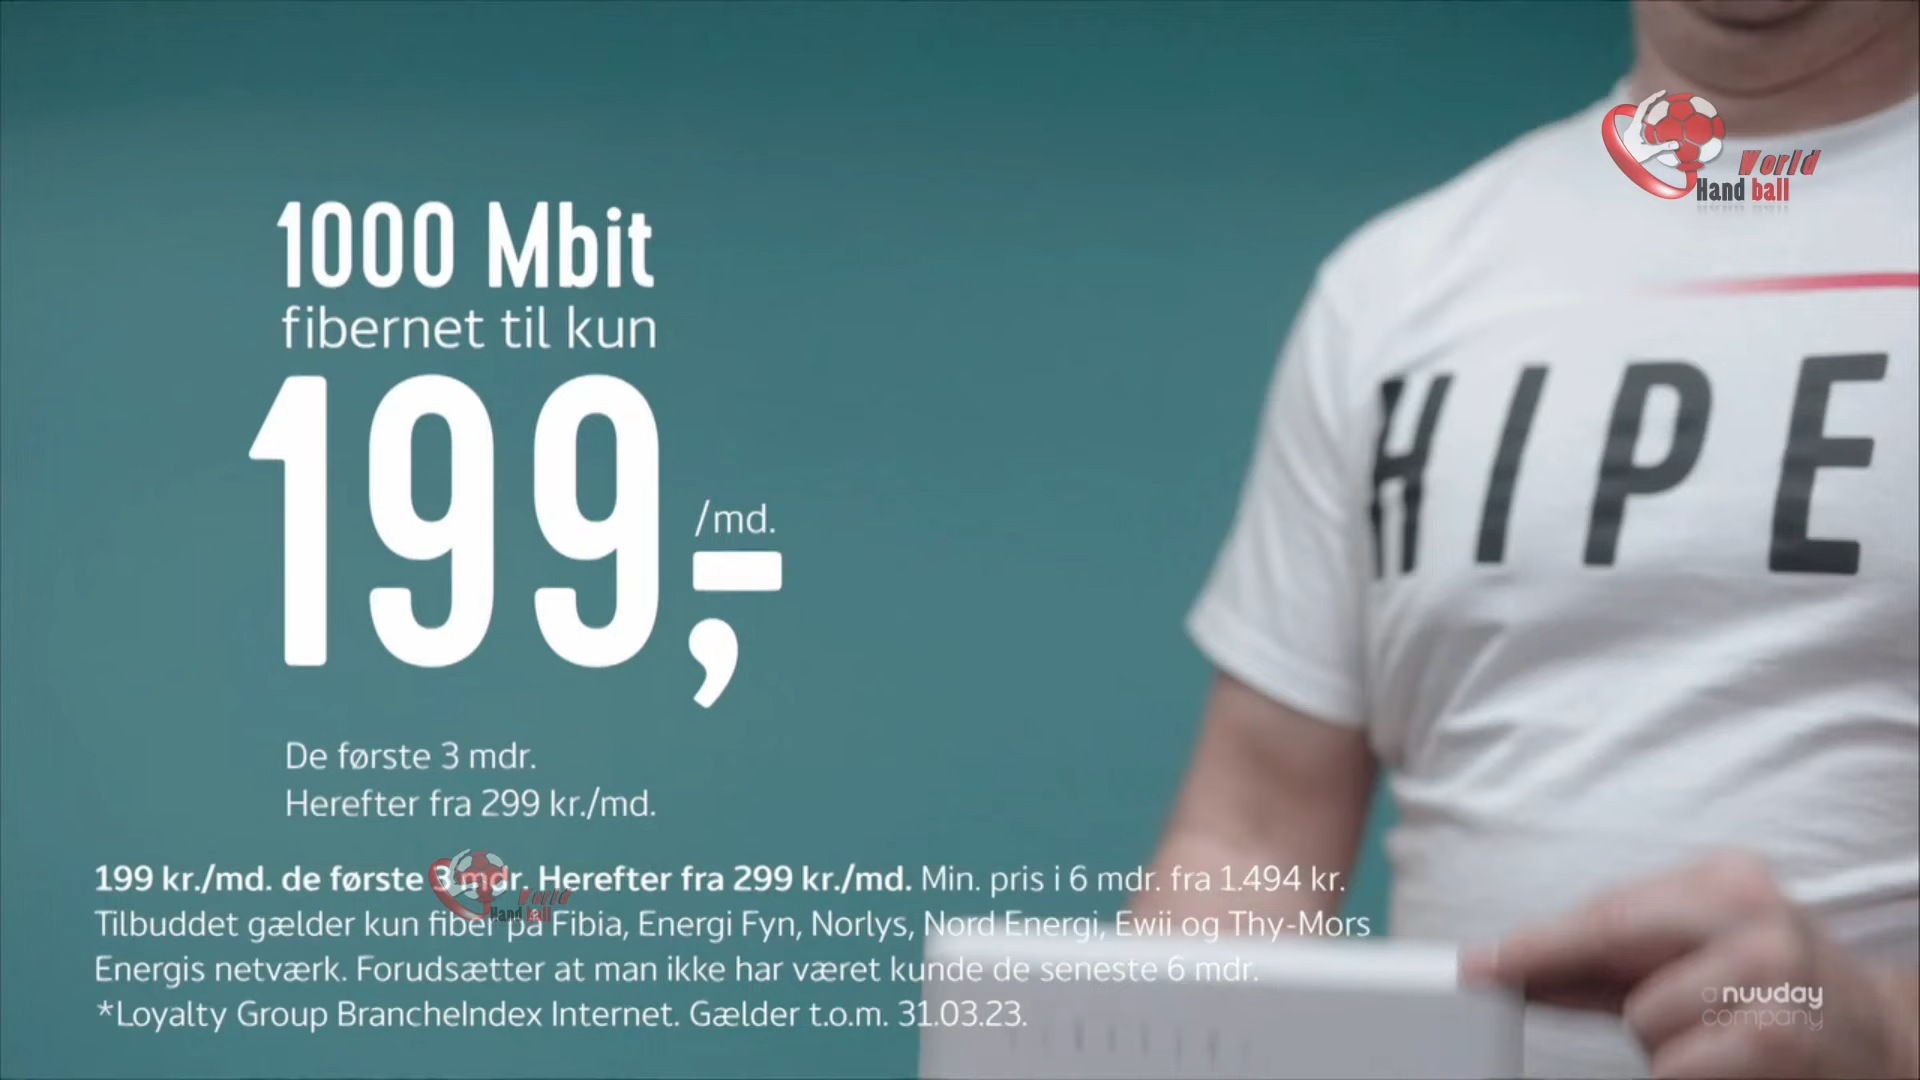 World
Hand ball
1000 Mbit
fibernet til kun
199,-
/md.
HIPE
De første 3 mdr.
Herefter fra 299 kr./md.
199 kr./md. de første 3 mdr. Herefter fra 299 kr./md. Min. pris i 6 mdr. fra 1.494 kr.
World
Hand ball
Tilbuddet gælder kun fiber på Fibia, Energi Fyn, Norlys, Nord Energi, Ewii og Thy-Mors
Energis netværk. Forudsætter at man ikke har været kunde de seneste 6 mdr.
*Loyalty Group BrancheIndex Internet. Gælder t.o.m. 31.03.23.
a nuuday
company